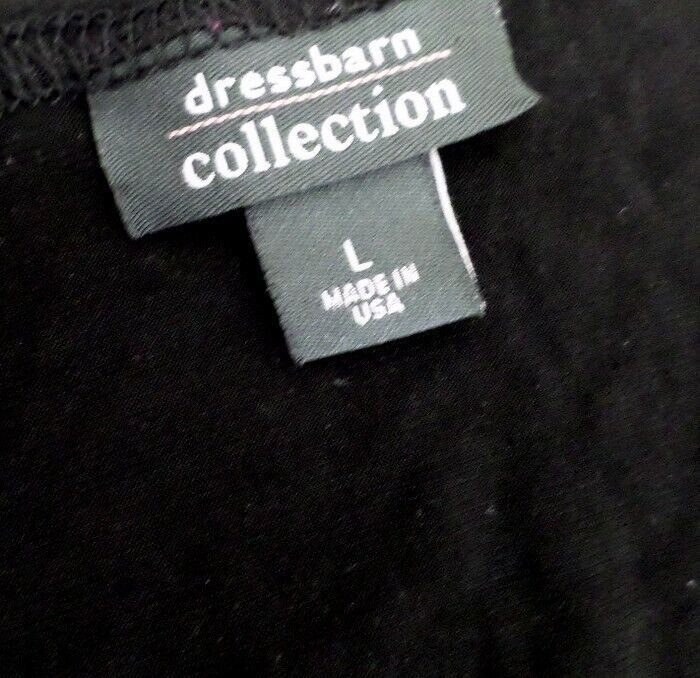 dressbarn
collection
L
MADE IN
USA